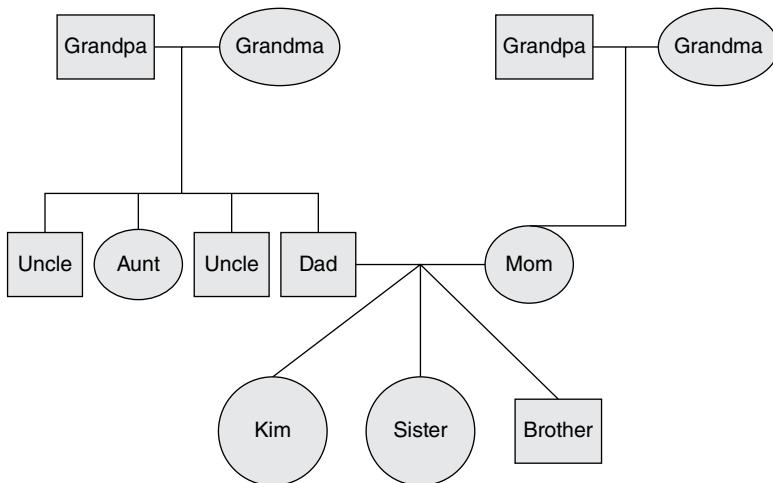 Grandpa
Grandma
Grandpa
Grandma
Uncle
Aunt
Uncle
Dad
Mom
Kim
Sister
Brother